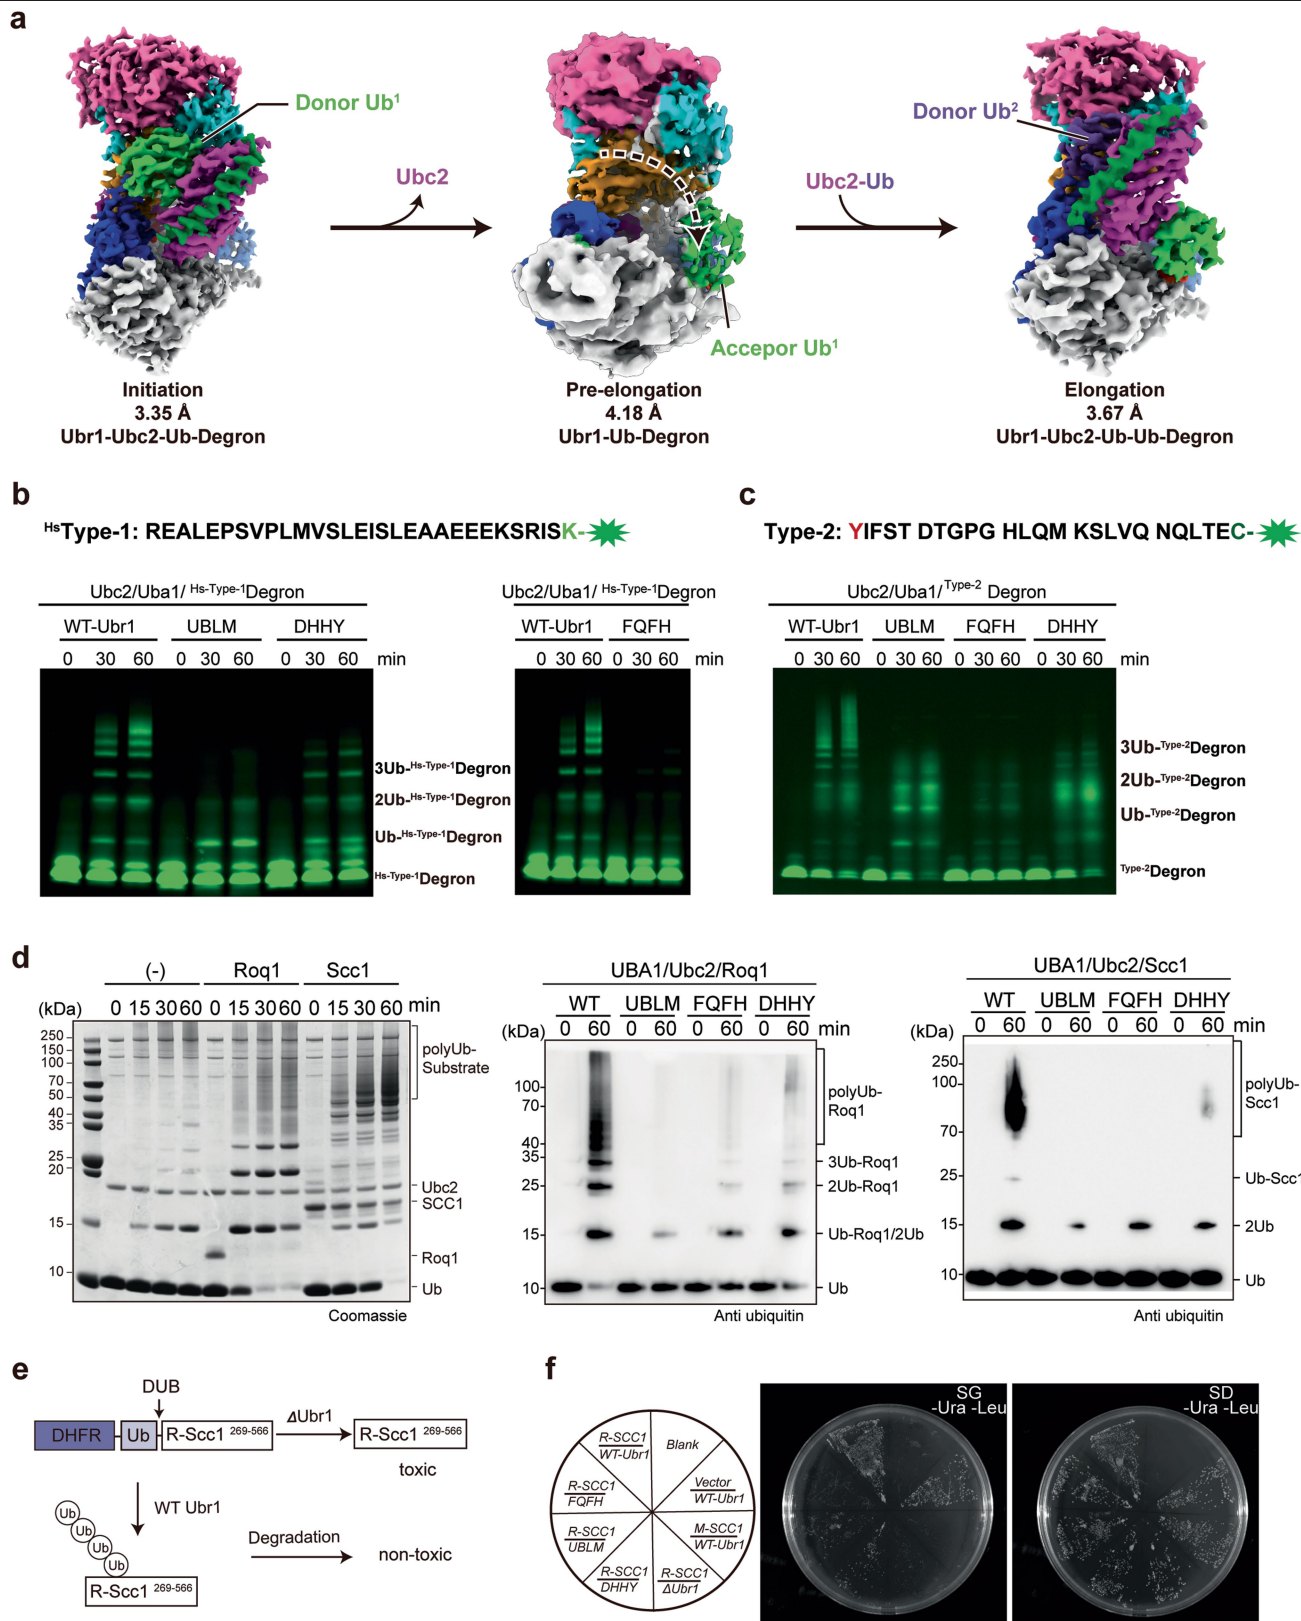 a
Donor Ub1
Ubc2
Donor Ub2
Ubc2-Ub
Accepor Ub1
Initiation
3.35 Å
Ubr1-Ubc2-Ub-Degron
Pre-elongation
4.18 Å
Ubr1-Ub-Degron
Elongation
3.67 Å
Ubr1-Ubc2-Ub-Ub-Degron
b
HsType-1: REALEPSVPLMVSLEISLEAAEEEKSRISK-
Ubc2/Uba1/ Hs-Type-1Degron
WT-Ubr1 UBLM DHHY
0 30 60 0 30 60 0 30 60 min
Ubc2/Uba1/ Hs-Type-1Degron
WT-Ubr1 FQFH
0 30 60 0 30 60 min
3Ub-Hs-Type-1Degron
2Ub-Hs-Type-1Degron
Ub-Hs-Type-1Degron
Hs-Type-1Degron
c
Type-2: YIFST DTGPG HLQM KSLVQ NQLTEC-
Ubc2/Uba1/Type-2 Degron
WT-Ubr1 UBLM FQFH DHHY
0 30 60 0 30 60 0 30 60 0 30 60 min
3Ub-Type-2Degron
2Ub-Type-2Degron
Ub-Type-2Degron
Type-2Degron
d
(-) Roq1 Scc1
(kDa) 0 15 30 60 0 15 30 60 0 15 30 60 min
250
150
100
70
50
40
35
25
20
15
10
polyUb-
Substrate
Ubc2
SCC1
Roq1
Ub
Coomassie
UBA1/Ubc2/Roq1
WT UBLM FQFH DHHY
(kDa) 0 60 0 60 0 60 0 60 min
100
70
40
35
25
15
10
polyUb-
Roq1
3Ub-Roq1
2Ub-Roq1
Ub-Roq1/2Ub
Ub
Anti ubiquitin
UBA1/Ubc2/Scc1
WT UBLM FQFH DHHY
(kDa) 0 60 0 60 0 60 0 60 min
250
100
70
25
15
10
polyUb-
Scc1
Ub-Scc1
2Ub
Ub
Anti ubiquitin
e
DUB
DHFR Ub R-Scc1 269-566
ΔUbr1
R-Scc1 269-566
toxic
WT Ubr1
Ub
Ub
Ub
Ub
R-Scc1 269-566
Degradation
non-toxic
f
R-SCC1
WT-Ubr1
Blank
R-SCC1
FQFH
Vector
WT-Ubr1
R-SCC1
UBLM
M-SCC1
WT-Ubr1
R-SCC1
DHHY
R-SCC1
ΔUbr1
SG
-Ura -Leu
SD
-Ura -Leu